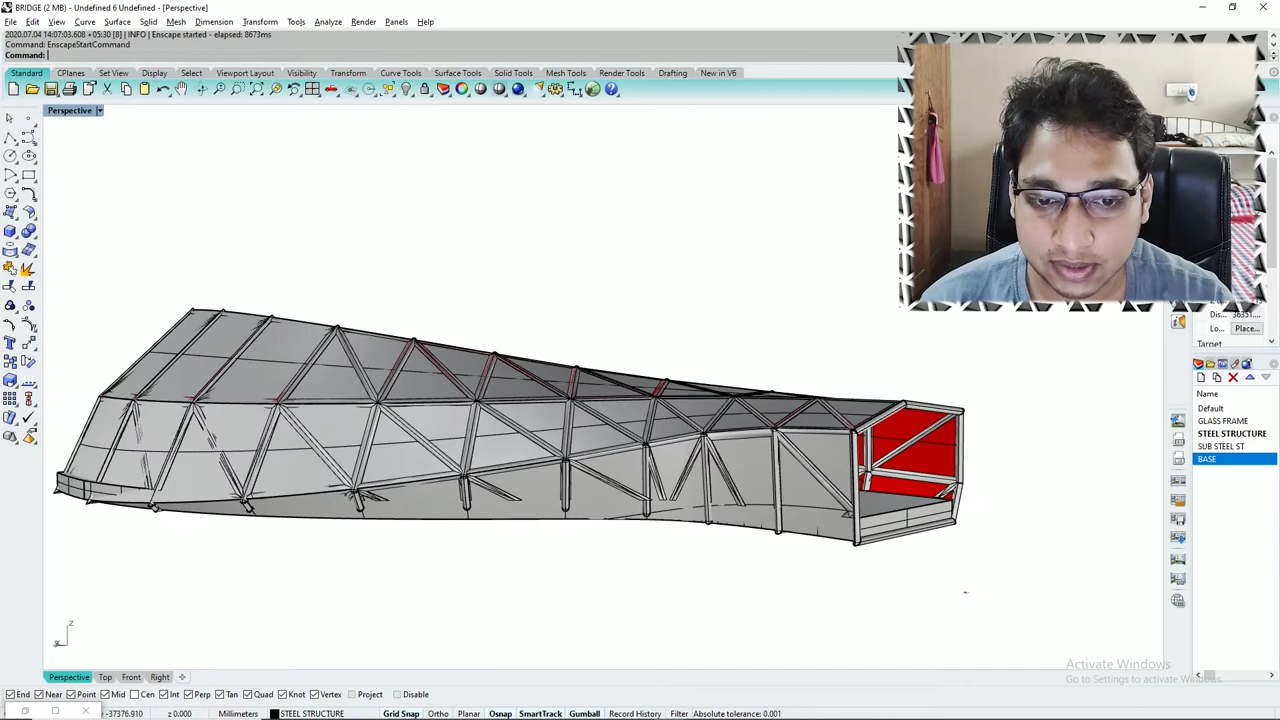 BRIDGE (2 MB) - Undefined 6 Undefined - [Perspective]
File Edit View Curve Surface Solid Mesh Dimension Transform Tools Analyze Render Panels Help
2020.07.04 14:07:03.608 +05:30 [8] | INFO | Enscape started - elapsed: 8673ms
Command: EnscapeStartCommand
Command:
Standard CPlanes Set View Display Select Viewport Layout Visibility Transform Curve Tools Surface Tools Solid Tools Mesh Tools Render Tools Drafting New in V6
Perspective
Dis... 36351....
Lo... Place...
Target
Name
Default
GLASS FRAME
STEEL STRUCTURE
SUB STEEL ST
BASE
z
Activate Windows
Go to Settings to activate Windows.
Perspective Top Front Right
End Near Point Mid Cen Int Perp Tan Quad Knot Vertex Project Disable
y -37376.910 z 0.000 Millimeters STEEL STRUCTURE Grid Snap Ortho Planar Osnap SmartTrack Gumball Record History Filter Absolute tolerance: 0.001